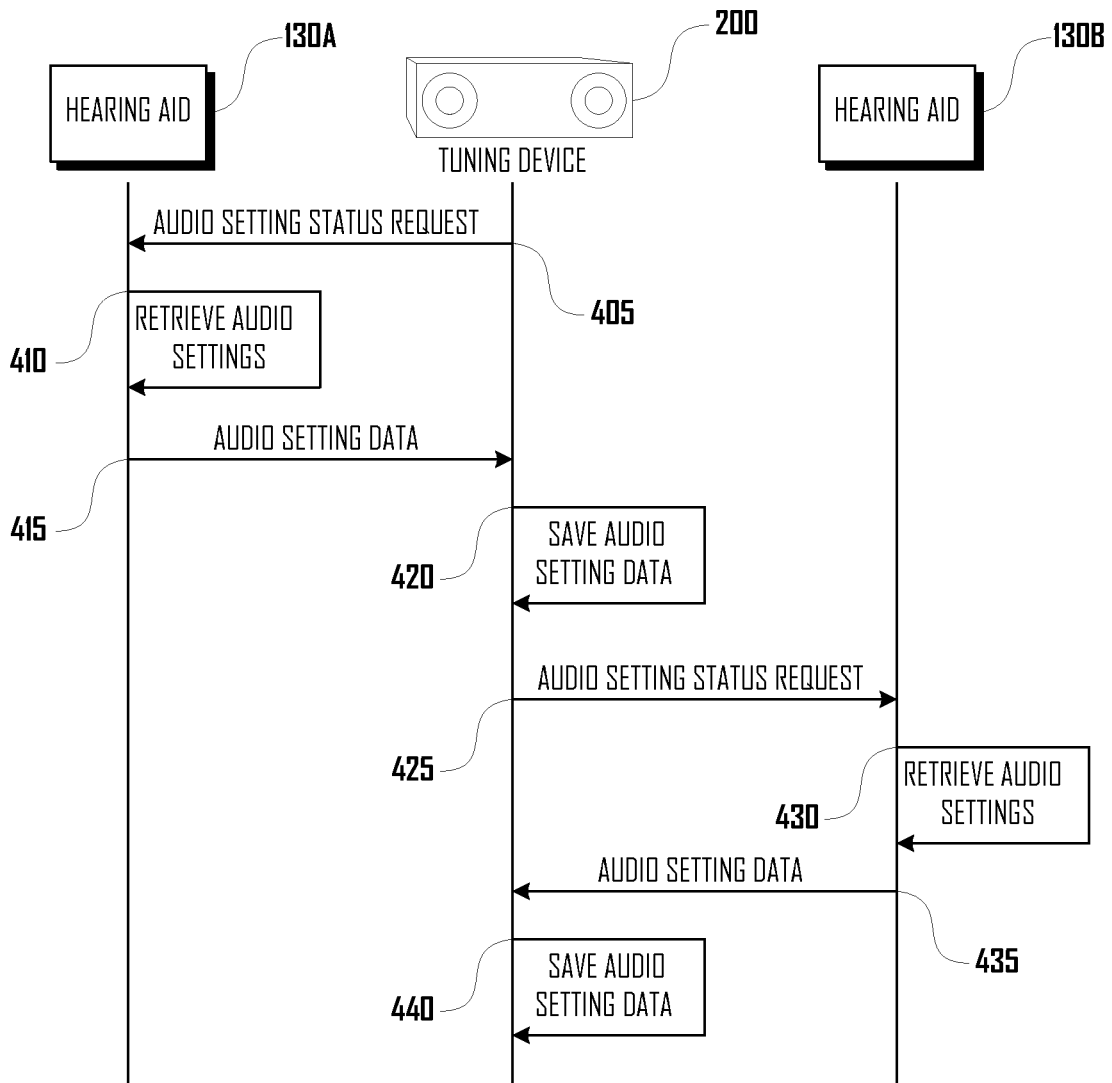 130A
200
130B
HEARING AID
HEARING AID
TUNING DEVICE
AUDIO SETTING STATUS REQUEST
405
RETRIEVE AUDIO
SETTINGS
410
AUDIO SETTING DATA
415
SAVE AUDIO
SETTING DATA
420
AUDIO SETTING STATUS REQUEST
425
RETRIEVE AUDIO
SETTINGS
430
AUDIO SETTING DATA
435
SAVE AUDIO
SETTING DATA
440